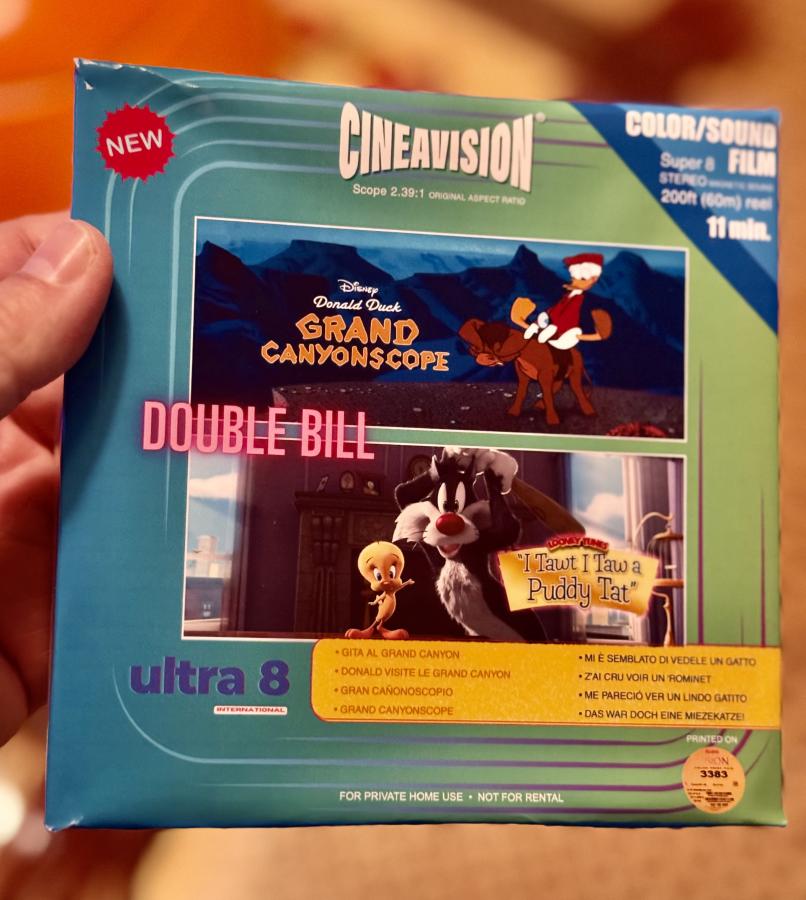 NEW
CINEAVISION®
Scope 2.39:1 ORIGINAL ASPECT RATIO
COLOR/SOUND
FILM
Super 8
STEREO MAGNETIC SOUND
200ft (60m) reel
11 min.
Disney
Donald Duck
GRAND
CANYONSCOPE
DOUBLE BILL
LOONEY TUNES
"I Tawt I Taw a
Puddy Tat"
ultra 8
INTERNATIONAL
• GITA AL GRAND CANYON
• DONALD VISITE LE GRAND CANYON
• GRAN CAÑONOSCOPIO
• GRAND CANYONSCOPE
• MI È SEMBLATO DI VEDELE UN GATTO
• Z'AI CRU VOIR UN 'ROMINET
• ME PARECIÓ VER UN LINDO GATITO
• DAS WAR DOCH EINE MIEZEKATZE!
PRINTED ON
3383
FOR PRIVATE HOME USE • NOT FOR RENTAL